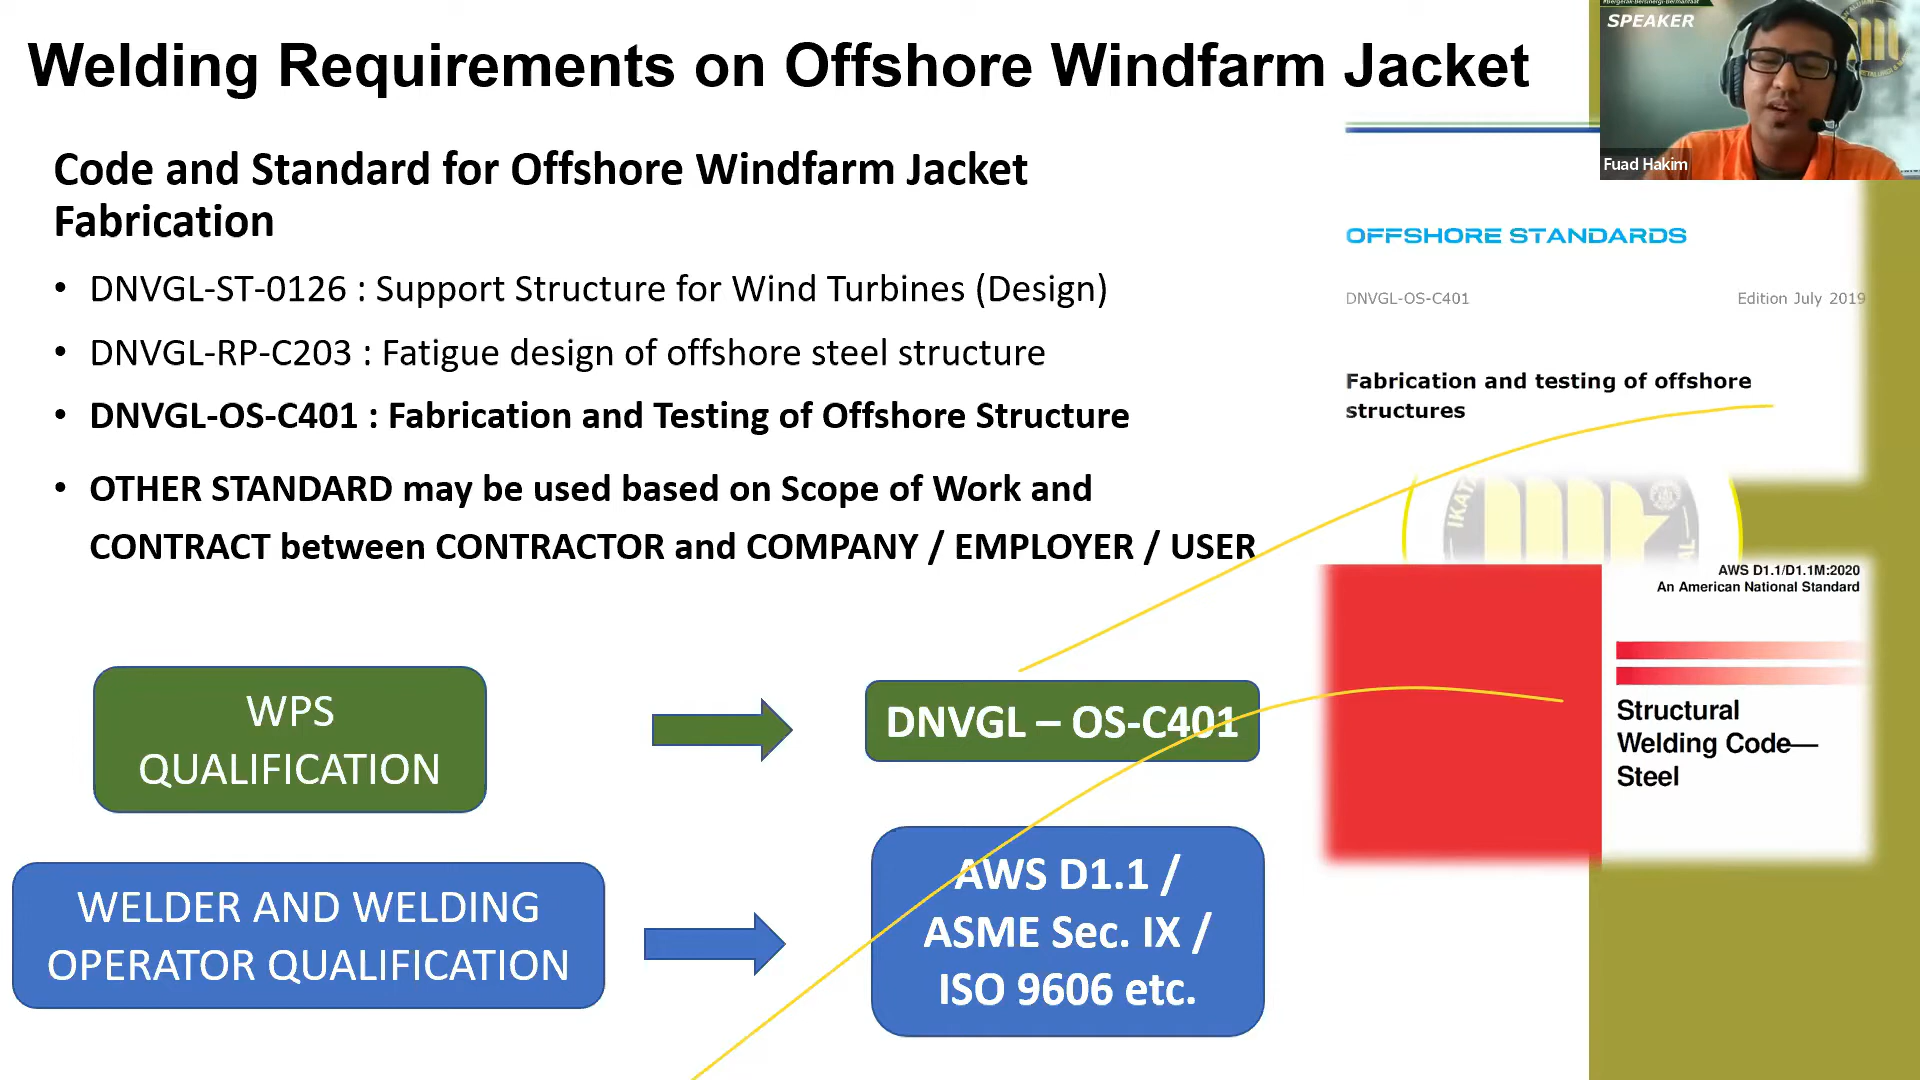 Welding Requirements on Offshore Windfarm Jacket
#Bergerak-Bersinergi-Bermanfaat
SPEAKER
Fuad Hakim
Code and Standard for Offshore Windfarm Jacket
Fabrication
• DNVGL-ST-0126 : Support Structure for Wind Turbines (Design)
• DNVGL-RP-C203 : Fatigue design of offshore steel structure
• DNVGL-OS-C401 : Fabrication and Testing of Offshore Structure
• OTHER STANDARD may be used based on Scope of Work and
CONTRACT between CONTRACTOR and COMPANY / EMPLOYER / USER
OFFSHORE STANDARDS
DNVGL-OS-C401 Edition July 2019
Fabrication and testing of offshore
structures
AWS D1.1/D1.1M:2020
An American National Standard
Structural
Welding Code—
Steel
WPS
QUALIFICATION
DNVGL – OS-C401
WELDER AND WELDING
OPERATOR QUALIFICATION
AWS D1.1 /
ASME Sec. IX /
ISO 9606 etc.